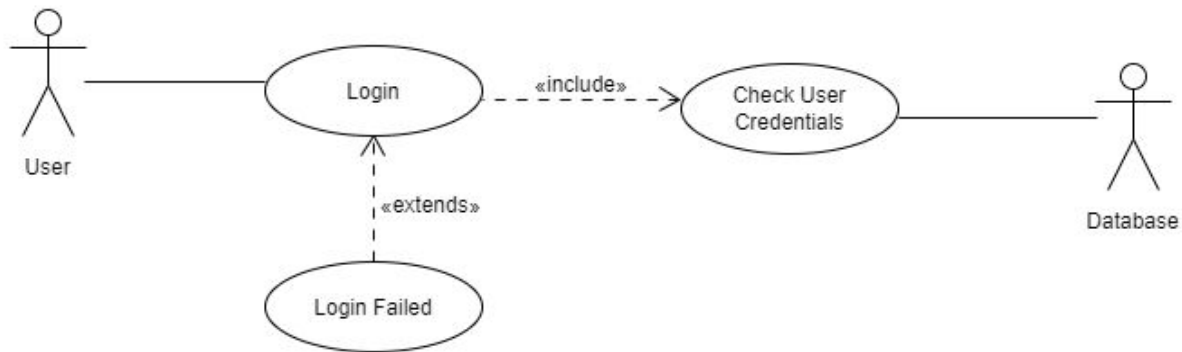 Login
«include»
Check User
Credentials
User
«extends»
Database
Login Failed